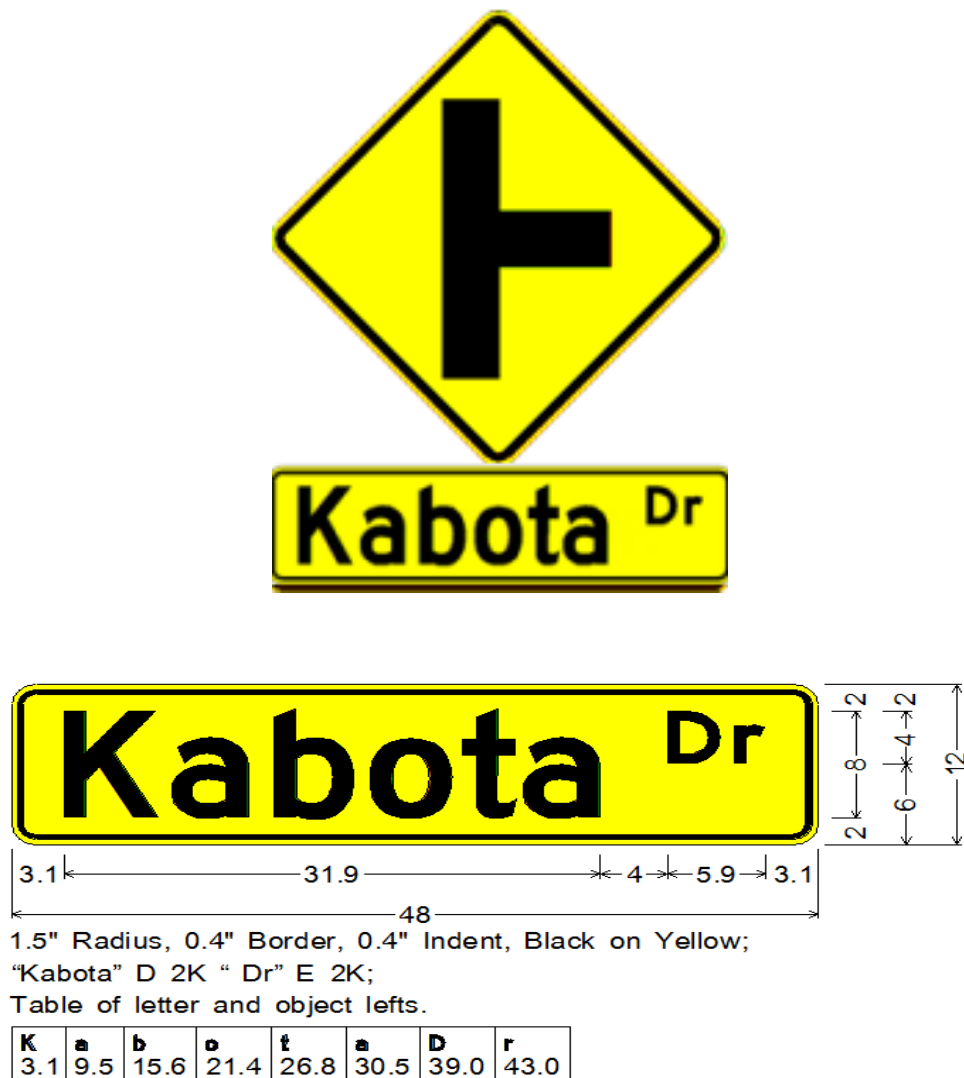 Kabota Dr
Kabota Dr
2 2
8 4 12
2 6
3.1 31.9 4 5.9 3.1
48
1.5" Radius, 0.4" Border, 0.4" Indent, Black on Yellow;
“Kabota” D 2K “ Dr” E 2K;
Table of letter and object lefts.
K a b o t a D r
3.1 9.5 15.6 21.4 26.8 30.5 39.0 43.0